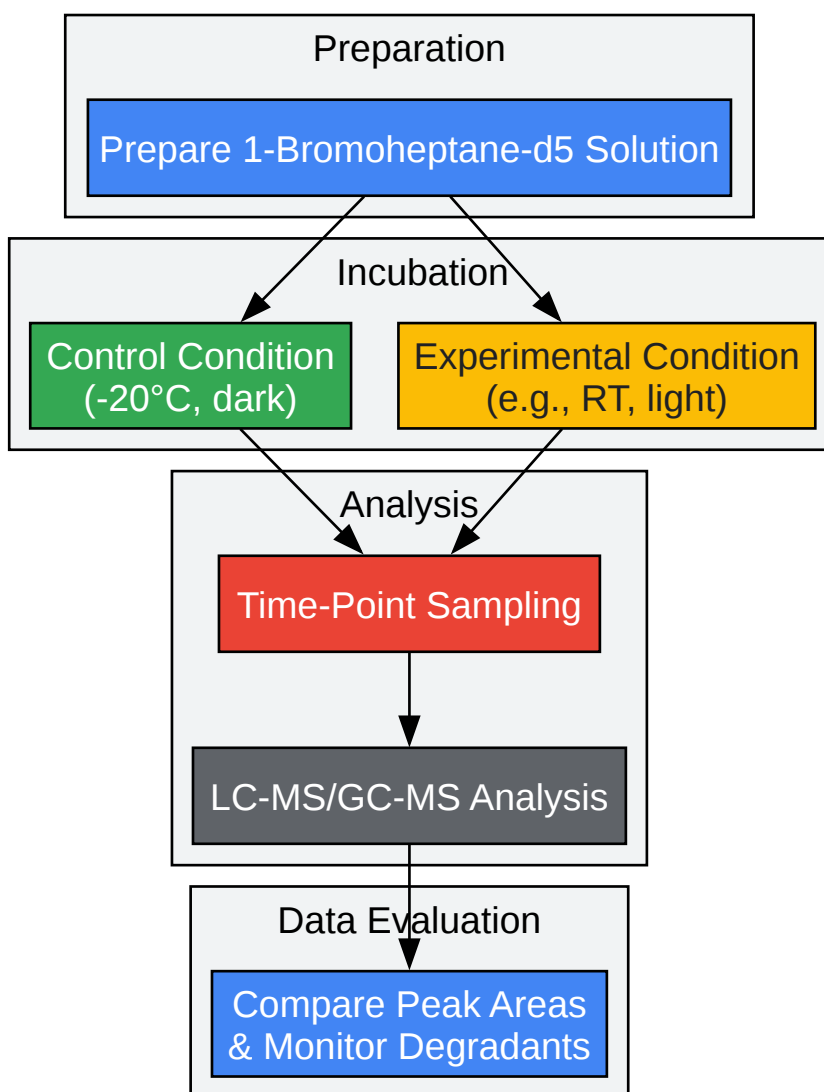 Preparation
Prepare 1-Bromoheptane-d5 Solution
Incubation
Control Condition
(-20°C, dark)
Experimental Condition
(e.g., RT, light)
Analysis
Time-Point Sampling
LC-MS/GC-MS Analysis
Data Evaluation
Compare Peak Areas
& Monitor Degradants